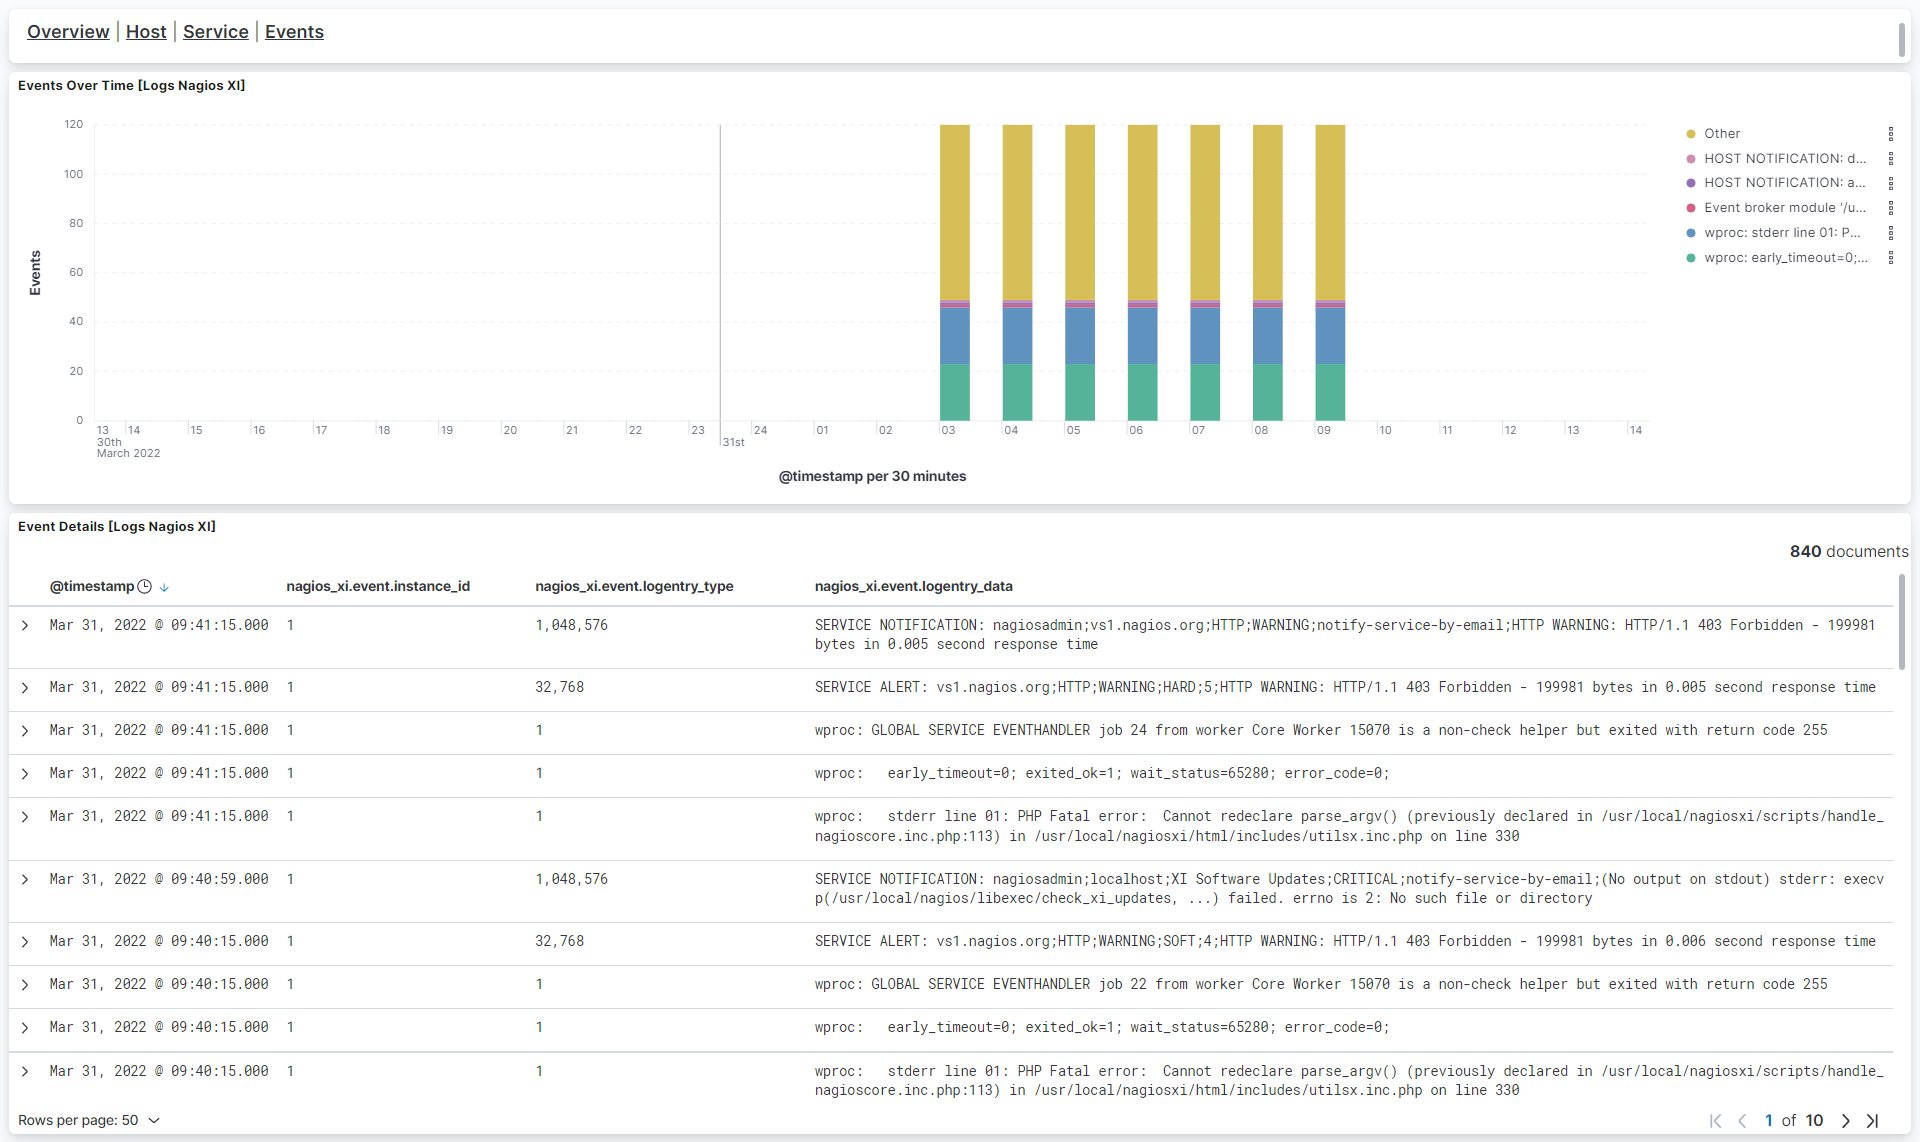 Overview | Host | Service | Events
Events Over Time [Logs Nagios XI]
120
100
80
60
40
20
0
Events
13 14 15 16 17 18 19 20 21 22 23 24 01 02 03 04 05 06 07 08 09 10 11 12 13 14
30th 31st
March 2022
@timestamp per 30 minutes
Other
HOST NOTIFICATION: d...
HOST NOTIFICATION: a...
Event broker module '/u...
wproc: stderr line 01: P...
wproc: early_timeout=0;...
Event Details [Logs Nagios XI]
840 documents
@timestamp nagios_xi.event.instance_id nagios_xi.event.logentry_type nagios_xi.event.logentry_data
Mar 31, 2022 @ 09:41:15.000 1 1,048,576 SERVICE NOTIFICATION: nagiosadmin;vs1.nagios.org;HTTP;WARNING;notify-service-by-email;HTTP WARNING: HTTP/1.1 403 Forbidden - 199981
bytes in 0.005 second response time
Mar 31, 2022 @ 09:41:15.000 1 32,768 SERVICE ALERT: vs1.nagios.org;HTTP;WARNING;HARD;5;HTTP WARNING: HTTP/1.1 403 Forbidden - 199981 bytes in 0.005 second response time
Mar 31, 2022 @ 09:41:15.000 1 1 wproc: GLOBAL SERVICE EVENTHANDLER job 24 from worker Core Worker 15070 is a non-check helper but exited with return code 255
Mar 31, 2022 @ 09:41:15.000 1 1 wproc: early_timeout=0; exited_ok=1; wait_status=65280; error_code=0;
Mar 31, 2022 @ 09:41:15.000 1 1 wproc: stderr line 01: PHP Fatal error: Cannot redeclare parse_argv() (previously declared in /usr/local/nagiosxi/scripts/handle_
nagioscore.inc.php:113) in /usr/local/nagiosxi/html/includes/utilsx.inc.php on line 330
Mar 31, 2022 @ 09:40:59.000 1 1,048,576 SERVICE NOTIFICATION: nagiosadmin;localhost;XI Software Updates;CRITICAL;notify-service-by-email;(No output on stdout) stderr: execv
p(/usr/local/nagios/libexec/check_xi_updates, ...) failed. errno is 2: No such file or directory
Mar 31, 2022 @ 09:40:15.000 1 32,768 SERVICE ALERT: vs1.nagios.org;HTTP;WARNING;SOFT;4;HTTP WARNING: HTTP/1.1 403 Forbidden - 199981 bytes in 0.006 second response time
Mar 31, 2022 @ 09:40:15.000 1 1 wproc: GLOBAL SERVICE EVENTHANDLER job 22 from worker Core Worker 15070 is a non-check helper but exited with return code 255
Mar 31, 2022 @ 09:40:15.000 1 1 wproc: early_timeout=0; exited_ok=1; wait_status=65280; error_code=0;
Mar 31, 2022 @ 09:40:15.000 1 1 wproc: stderr line 01: PHP Fatal error: Cannot redeclare parse_argv() (previously declared in /usr/local/nagiosxi/scripts/handle_
nagioscore.inc.php:113) in /usr/local/nagiosxi/html/includes/utilsx.inc.php on line 330
Rows per page: 50 1 of 10